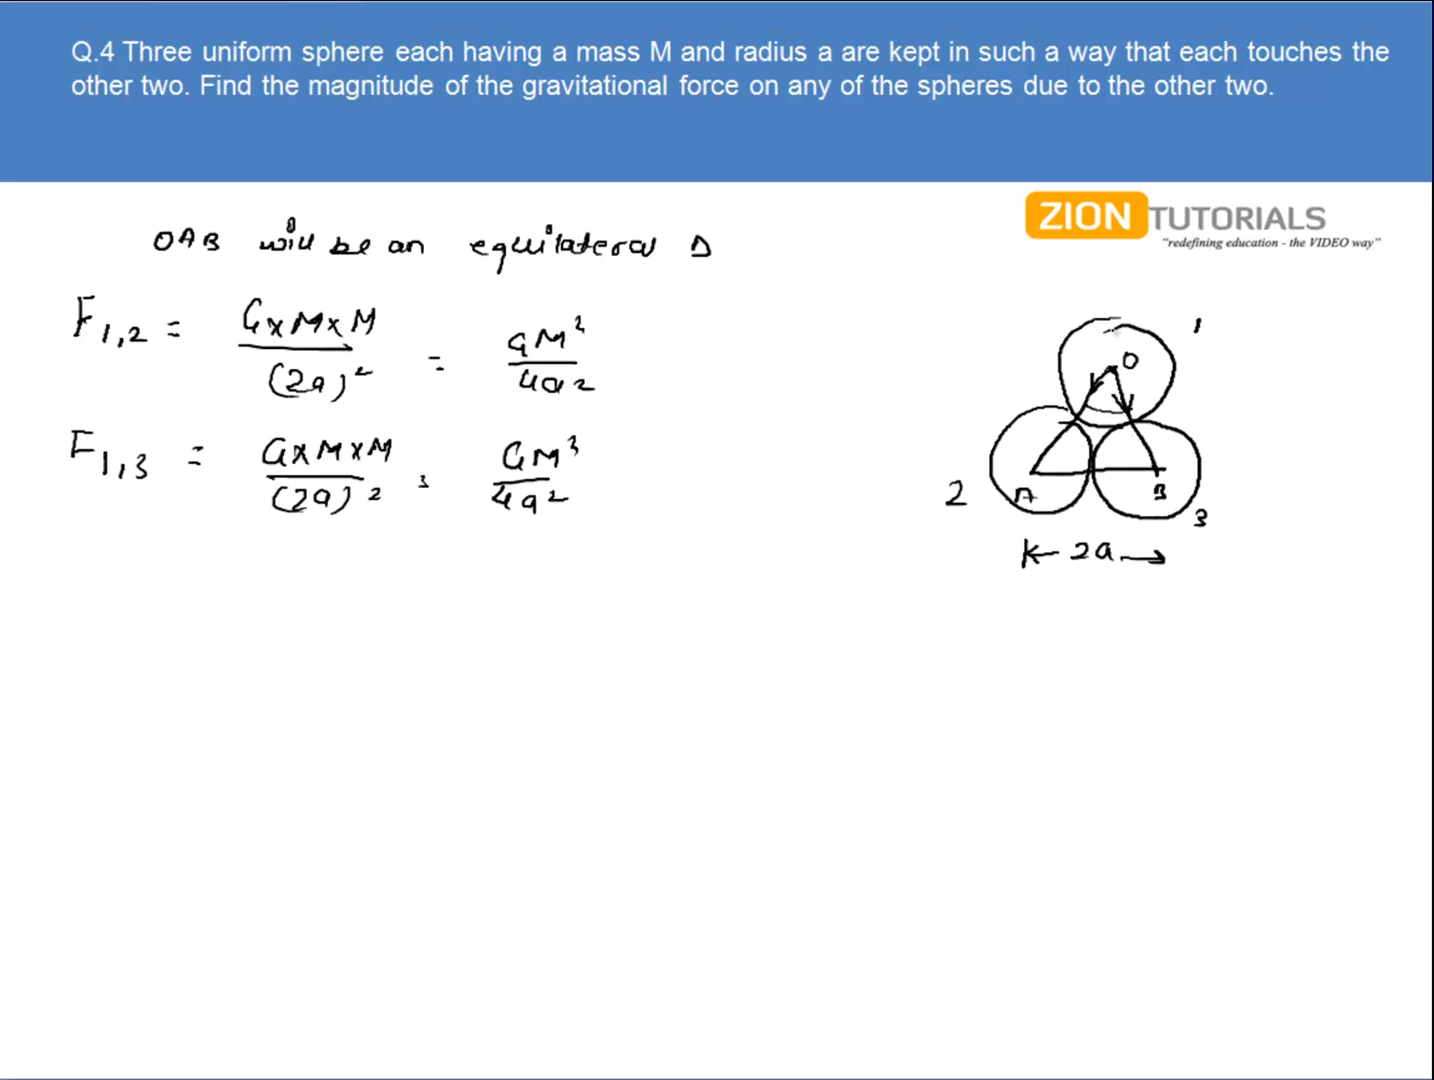 Q.4 Three uniform sphere each having a mass M and radius a are kept in such a way that each touches the
other two. Find the magnitude of the gravitational force on any of the spheres due to the other two.
ZION TUTORIALS
"redefining education - the VIDEO way"
OAB will be an equilateral Δ
F1,2 = G×M×M/(2a)² = GM²/4a²
F1,3 = G×M×M/(2a)² = GM³/4a²
1
O
2
A
B
3
← 2a →